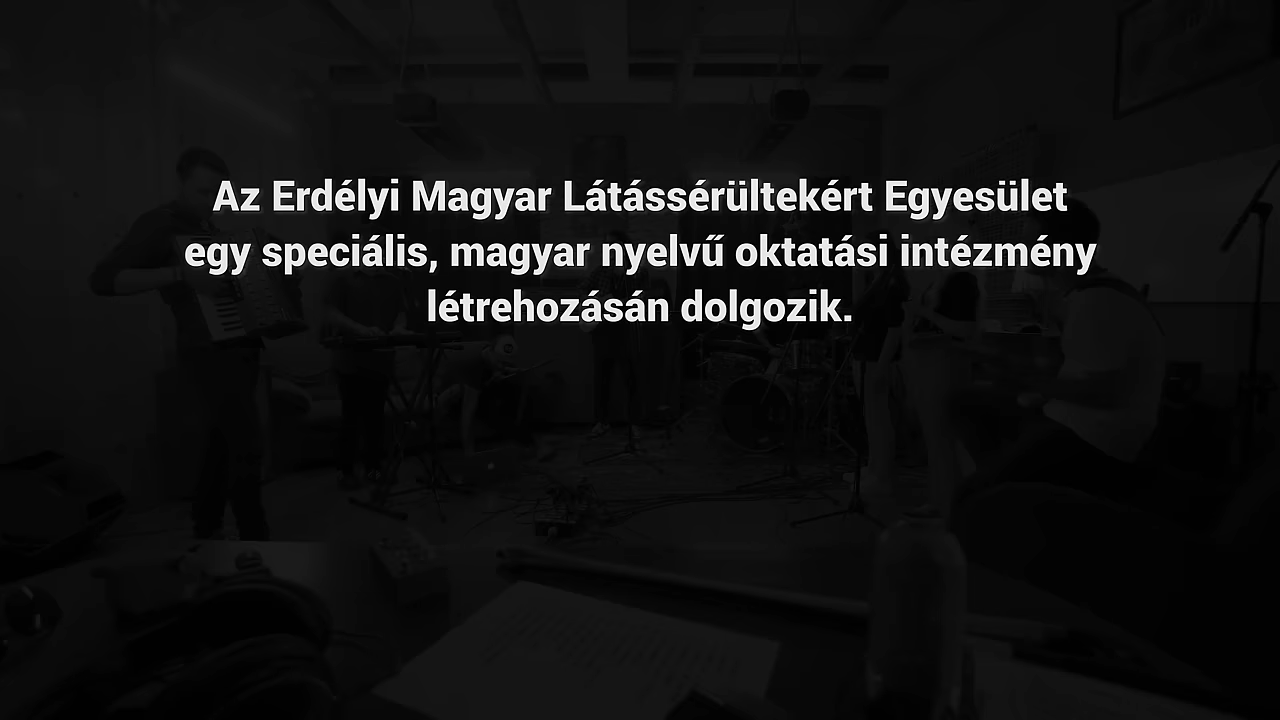 Az Erdélyi Magyar Látássérültekért Egyesület
egy speciális, magyar nyelvű oktatási intézmény
létrehozásán dolgozik.